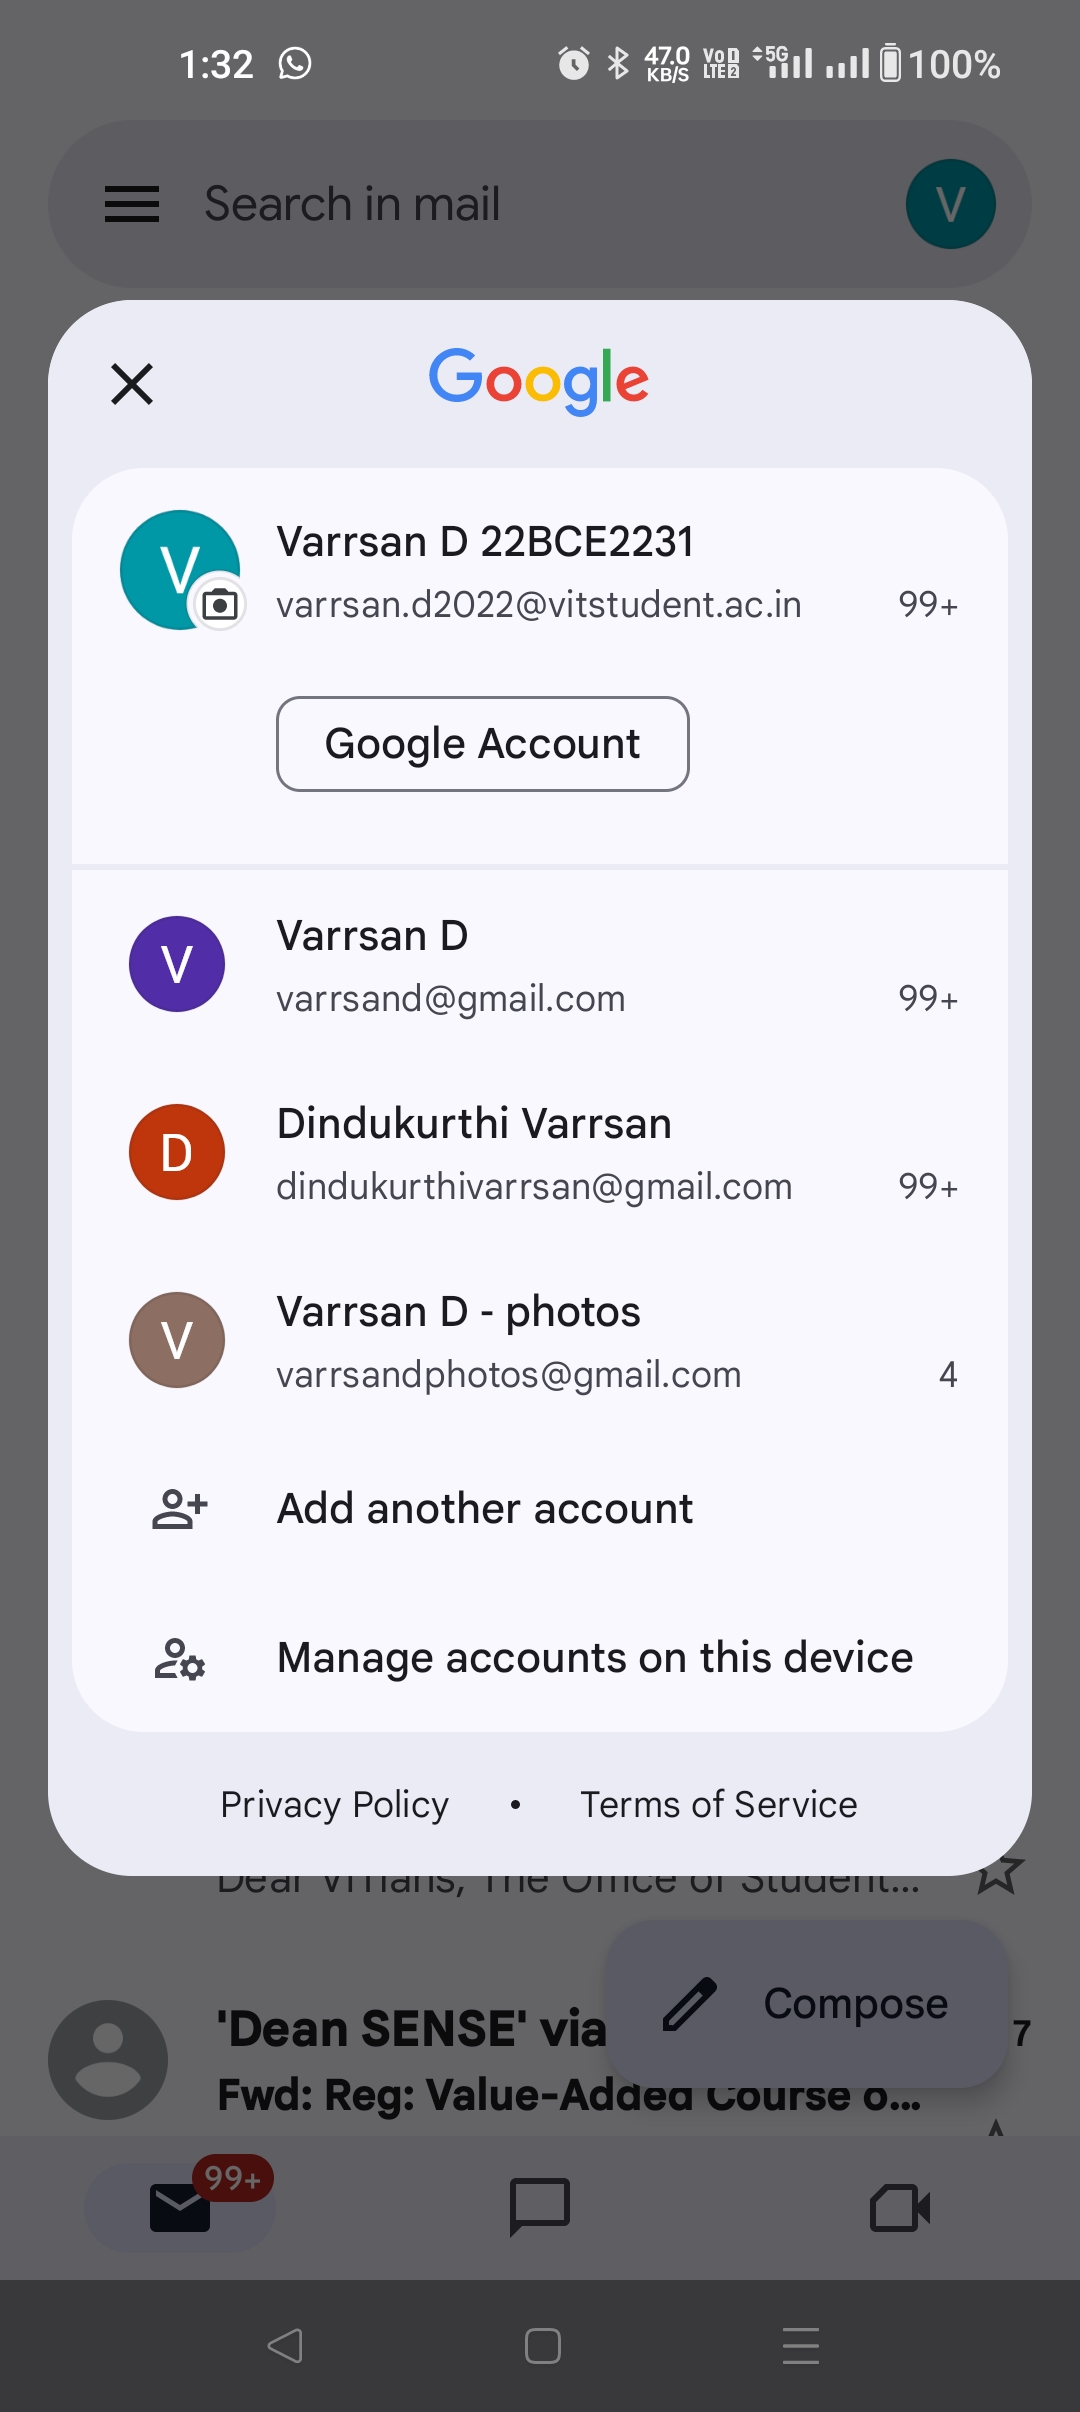 1:32 47.0 KB/S VoD LTE2 5G 100%
Search in mail V
Google
V Varrsan D 22BCE2231
varrsan.d2022@vitstudent.ac.in 99+
Google Account
V Varrsan D
varrsand@gmail.com 99+
D Dindukurthi Varrsan
dindukurthivarrsan@gmail.com 99+
V Varrsan D - photos
varrsandphotos@gmail.com 4
Add another account
Manage accounts on this device
Privacy Policy • Terms of Service
Dear VITians, The Office of Student...
Compose
'Dean SENSE' via 7
Fwd: Reg: Value-Added Course o...
99+